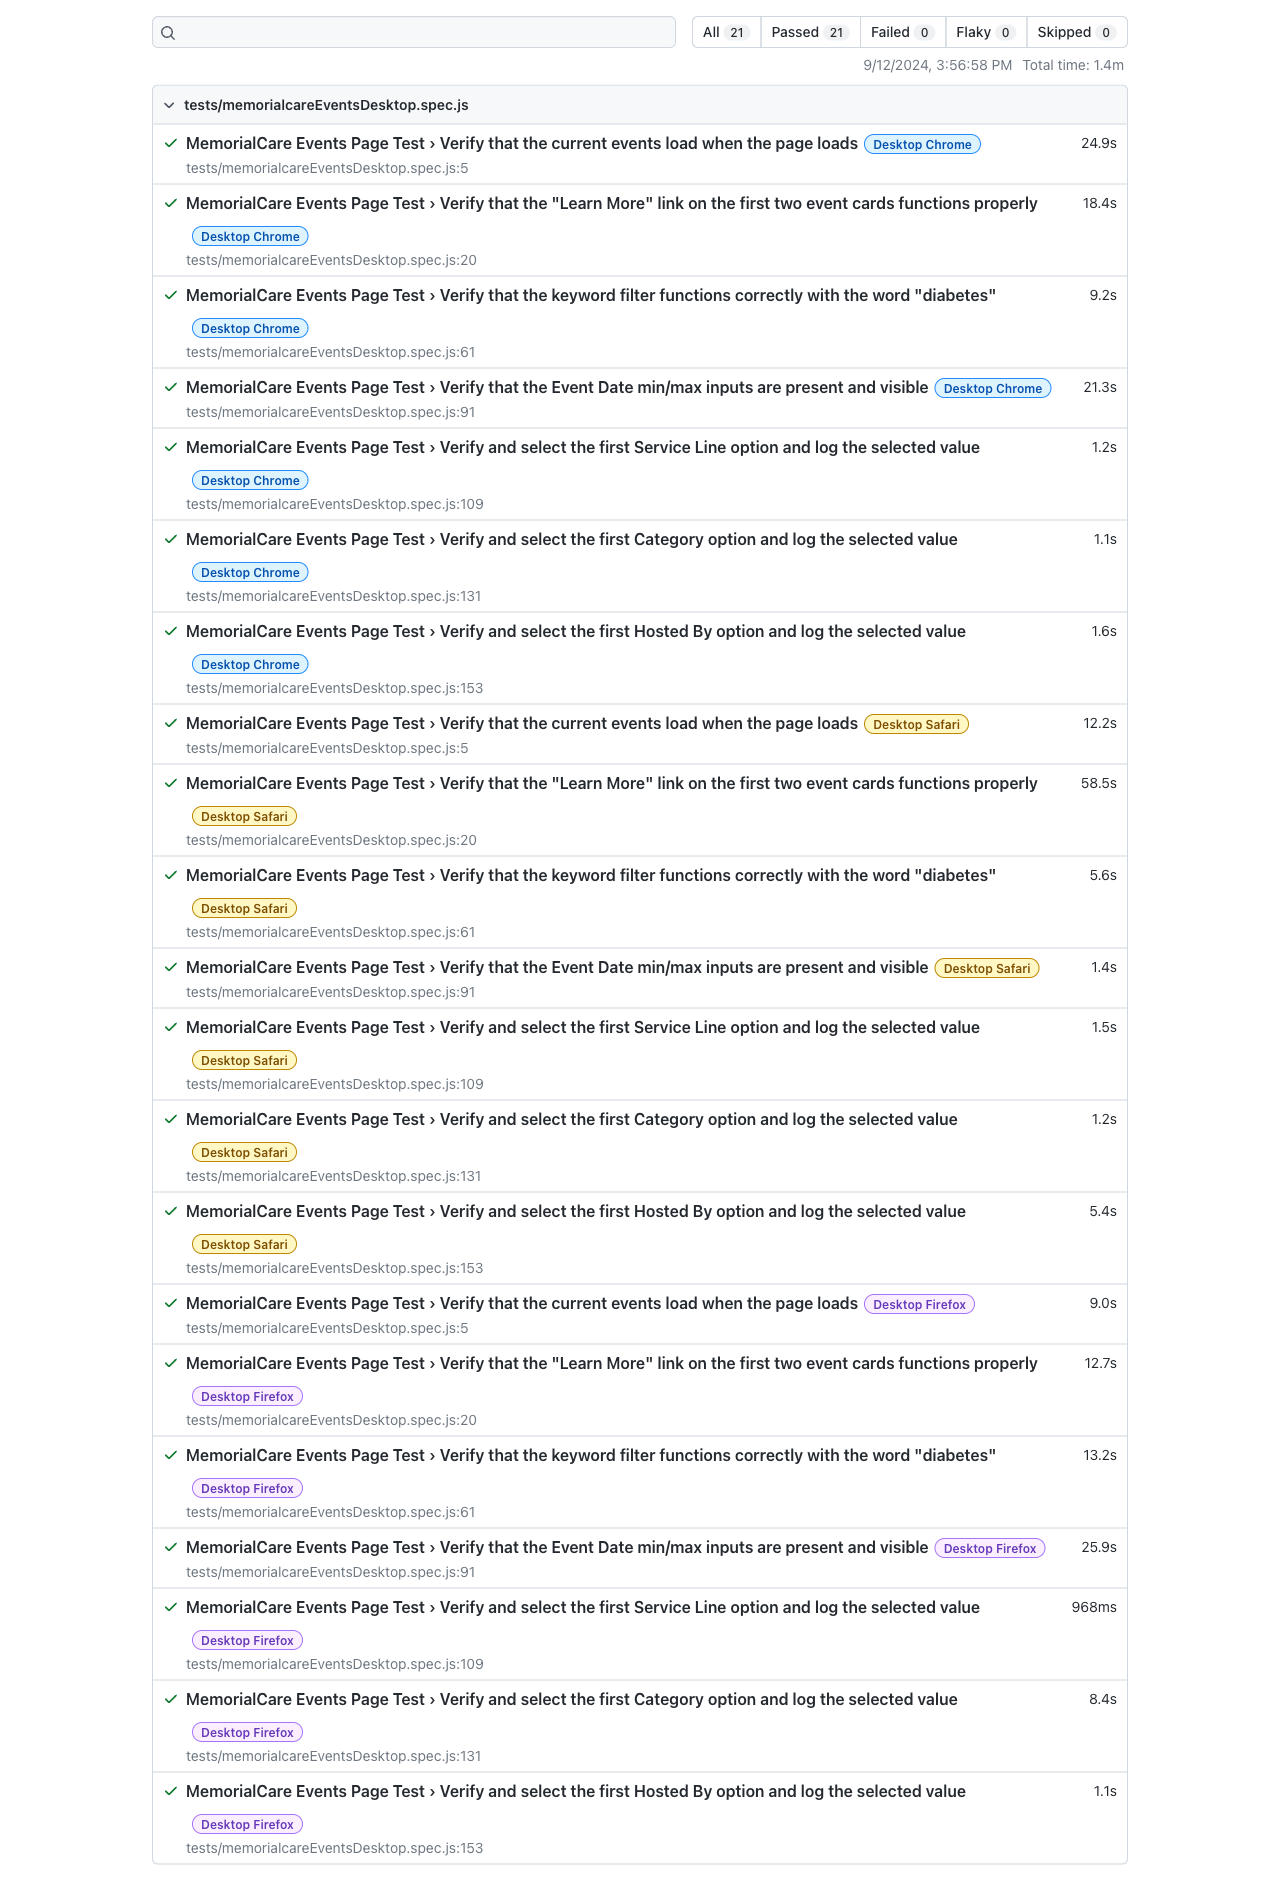 All 21 Passed 21 Failed 0 Flaky 0 Skipped 0
9/12/2024, 3:56:58 PM Total time: 1.4m
tests/memorialcareEventsDesktop.spec.js
MemorialCare Events Page Test › Verify that the current events load when the page loads Desktop Chrome 24.9s
tests/memorialcareEventsDesktop.spec.js:5
MemorialCare Events Page Test › Verify that the "Learn More" link on the first two event cards functions properly 18.4s
Desktop Chrome
tests/memorialcareEventsDesktop.spec.js:20
MemorialCare Events Page Test › Verify that the keyword filter functions correctly with the word "diabetes" 9.2s
Desktop Chrome
tests/memorialcareEventsDesktop.spec.js:61
MemorialCare Events Page Test › Verify that the Event Date min/max inputs are present and visible Desktop Chrome 21.3s
tests/memorialcareEventsDesktop.spec.js:91
MemorialCare Events Page Test › Verify and select the first Service Line option and log the selected value 1.2s
Desktop Chrome
tests/memorialcareEventsDesktop.spec.js:109
MemorialCare Events Page Test › Verify and select the first Category option and log the selected value 1.1s
Desktop Chrome
tests/memorialcareEventsDesktop.spec.js:131
MemorialCare Events Page Test › Verify and select the first Hosted By option and log the selected value 1.6s
Desktop Chrome
tests/memorialcareEventsDesktop.spec.js:153
MemorialCare Events Page Test › Verify that the current events load when the page loads Desktop Safari 12.2s
tests/memorialcareEventsDesktop.spec.js:5
MemorialCare Events Page Test › Verify that the "Learn More" link on the first two event cards functions properly 58.5s
Desktop Safari
tests/memorialcareEventsDesktop.spec.js:20
MemorialCare Events Page Test › Verify that the keyword filter functions correctly with the word "diabetes" 5.6s
Desktop Safari
tests/memorialcareEventsDesktop.spec.js:61
MemorialCare Events Page Test › Verify that the Event Date min/max inputs are present and visible Desktop Safari 1.4s
tests/memorialcareEventsDesktop.spec.js:91
MemorialCare Events Page Test › Verify and select the first Service Line option and log the selected value 1.5s
Desktop Safari
tests/memorialcareEventsDesktop.spec.js:109
MemorialCare Events Page Test › Verify and select the first Category option and log the selected value 1.2s
Desktop Safari
tests/memorialcareEventsDesktop.spec.js:131
MemorialCare Events Page Test › Verify and select the first Hosted By option and log the selected value 5.4s
Desktop Safari
tests/memorialcareEventsDesktop.spec.js:153
MemorialCare Events Page Test › Verify that the current events load when the page loads Desktop Firefox 9.0s
tests/memorialcareEventsDesktop.spec.js:5
MemorialCare Events Page Test › Verify that the "Learn More" link on the first two event cards functions properly 12.7s
Desktop Firefox
tests/memorialcareEventsDesktop.spec.js:20
MemorialCare Events Page Test › Verify that the keyword filter functions correctly with the word "diabetes" 13.2s
Desktop Firefox
tests/memorialcareEventsDesktop.spec.js:61
MemorialCare Events Page Test › Verify that the Event Date min/max inputs are present and visible Desktop Firefox 25.9s
tests/memorialcareEventsDesktop.spec.js:91
MemorialCare Events Page Test › Verify and select the first Service Line option and log the selected value 968ms
Desktop Firefox
tests/memorialcareEventsDesktop.spec.js:109
MemorialCare Events Page Test › Verify and select the first Category option and log the selected value 8.4s
Desktop Firefox
tests/memorialcareEventsDesktop.spec.js:131
MemorialCare Events Page Test › Verify and select the first Hosted By option and log the selected value 1.1s
Desktop Firefox
tests/memorialcareEventsDesktop.spec.js:153